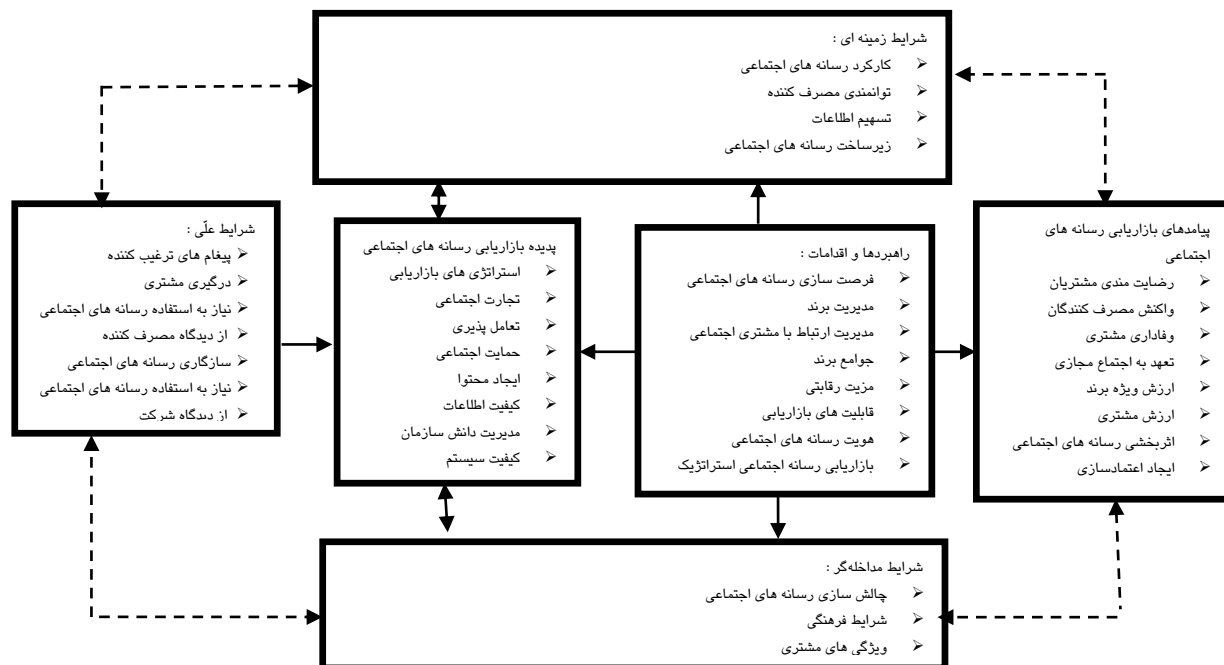 شرایط زمینه ای :
کارکرد رسانه های اجتماعی
توانمندی مصرف کننده
تسهیم اطلاعات
زیرساخت رسانه های اجتماعی
شرایط علّی :
پیغام های ترغیب کننده
درگیری مشتری
نیاز به استفاده رسانه های اجتماعی
از دیدگاه مصرف کننده
سازگاری رسانه های اجتماعی
نیاز به استفاده رسانه های اجتماعی
از دیدگاه شرکت
پدیده بازاریابی رسانه های اجتماعی
استراتژی های بازاریابی
تجارت اجتماعی
تعامل پذیری
حمایت اجتماعی
ایجاد محتوا
کیفیت اطلاعات
مدیریت دانش سازمان
کیفیت سیستم
راهبردها و اقدامات :
فرصت سازی رسانه های اجتماعی
مدیریت برند
مدیریت ارتباط با مشتری اجتماعی
جوامع برند
مزیت رقابتی
قابلیت های بازاریابی
هویت رسانه های اجتماعی
بازاریابی رسانه اجتماعی استراتژیک
پیامدهای بازاریابی رسانه های
اجتماعی
رضایت مندی مشتریان
واکنش مصرف کنندگان
وفاداری مشتری
تعهد به اجتماع مجازی
ارزش ویژه برند
ارزش مشتری
اثربخشی رسانه های اجتماعی
ایجاد اعتمادسازی
شرایط مداخله‌گر :
چالش سازی رسانه های اجتماعی
شرایط فرهنگی
ویژگی های مشتری